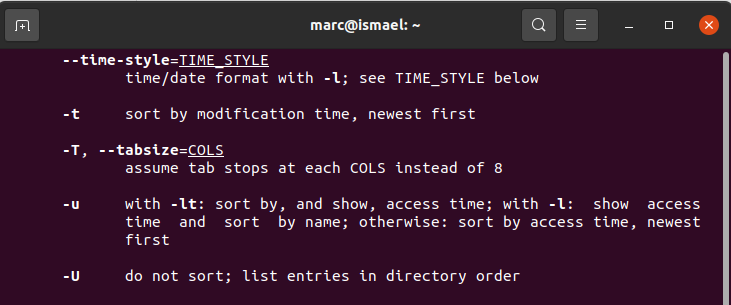 marc@ismael: ~
--time-style=TIME_STYLE
time/date format with -l; see TIME_STYLE below
-t sort by modification time, newest first
-T, --tabsize=COLS
assume tab stops at each COLS instead of 8
-u with -lt: sort by, and show, access time; with -l: show access
time and sort by name; otherwise: sort by access time, newest
first
-U do not sort; list entries in directory order